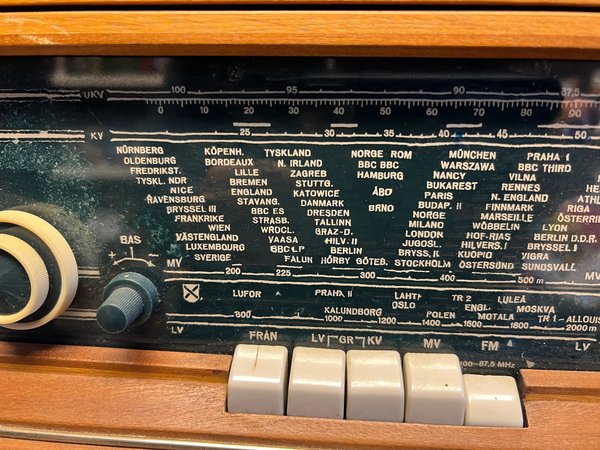 UKV 100 95 90 87,5
0 10 20 30 40 50 60 70 80 90
KV 25 30 35 40 45 50
NÜRNBERG KÖPENH. TYSKLAND NORGE ROM MÜNCHEN PRAHA I
OLDENBURG BORDEAUX N. IRLAND BBC BBC WARSZAWA BBC THIRO
FREDRIKST. LILLE ZAGREB HAMBURG NANCY VILNA
TYSKL. NDR BREMEN STUTTG. BUKAREST RENNES
NICE ENGLAND KATOWICE ÅBO PARIS N. ENGLAND
RAVENSBURG STAVANG. DANMARK BRNO BUDAP. II FINNMARK RIGA
BRYSSEL III BBC ES DRESDEN NORGE MARSEILLE ÖSTERRI
FRANKRIKE STRASB. TALLINN MILANO WÖBBELIN LYON
WIEN WROCL. GRAZ-D. LONDON HOF-RIAS BERLIN D.D.R.
VÄSTENGLAND VAASA HILV. II JUGOSL. HILVERS. I BRYSSEL I
LUXEMBOURG BBC LP BERLIN BRYSS. II KUOPIO VIGRA
SVERIGE FALUN HÖRBY GÖTEB. STOCKHOLM ÖSTERSUND SUNDSVALL
BAS
+
MV 200 225 300 400 500 m MV
LUFOR PRAHA II LAHTI TR 2 LULEÅ
KALUNDBORG OSLO ENGL. MOSKVA
POLEN MOTALA TR 1 - ALLOUIS
LV 800 1000 1200 1400 1600 1800 2000 m LV
FRÅN LV GR KV MV FM
100 - 87,5 MHz